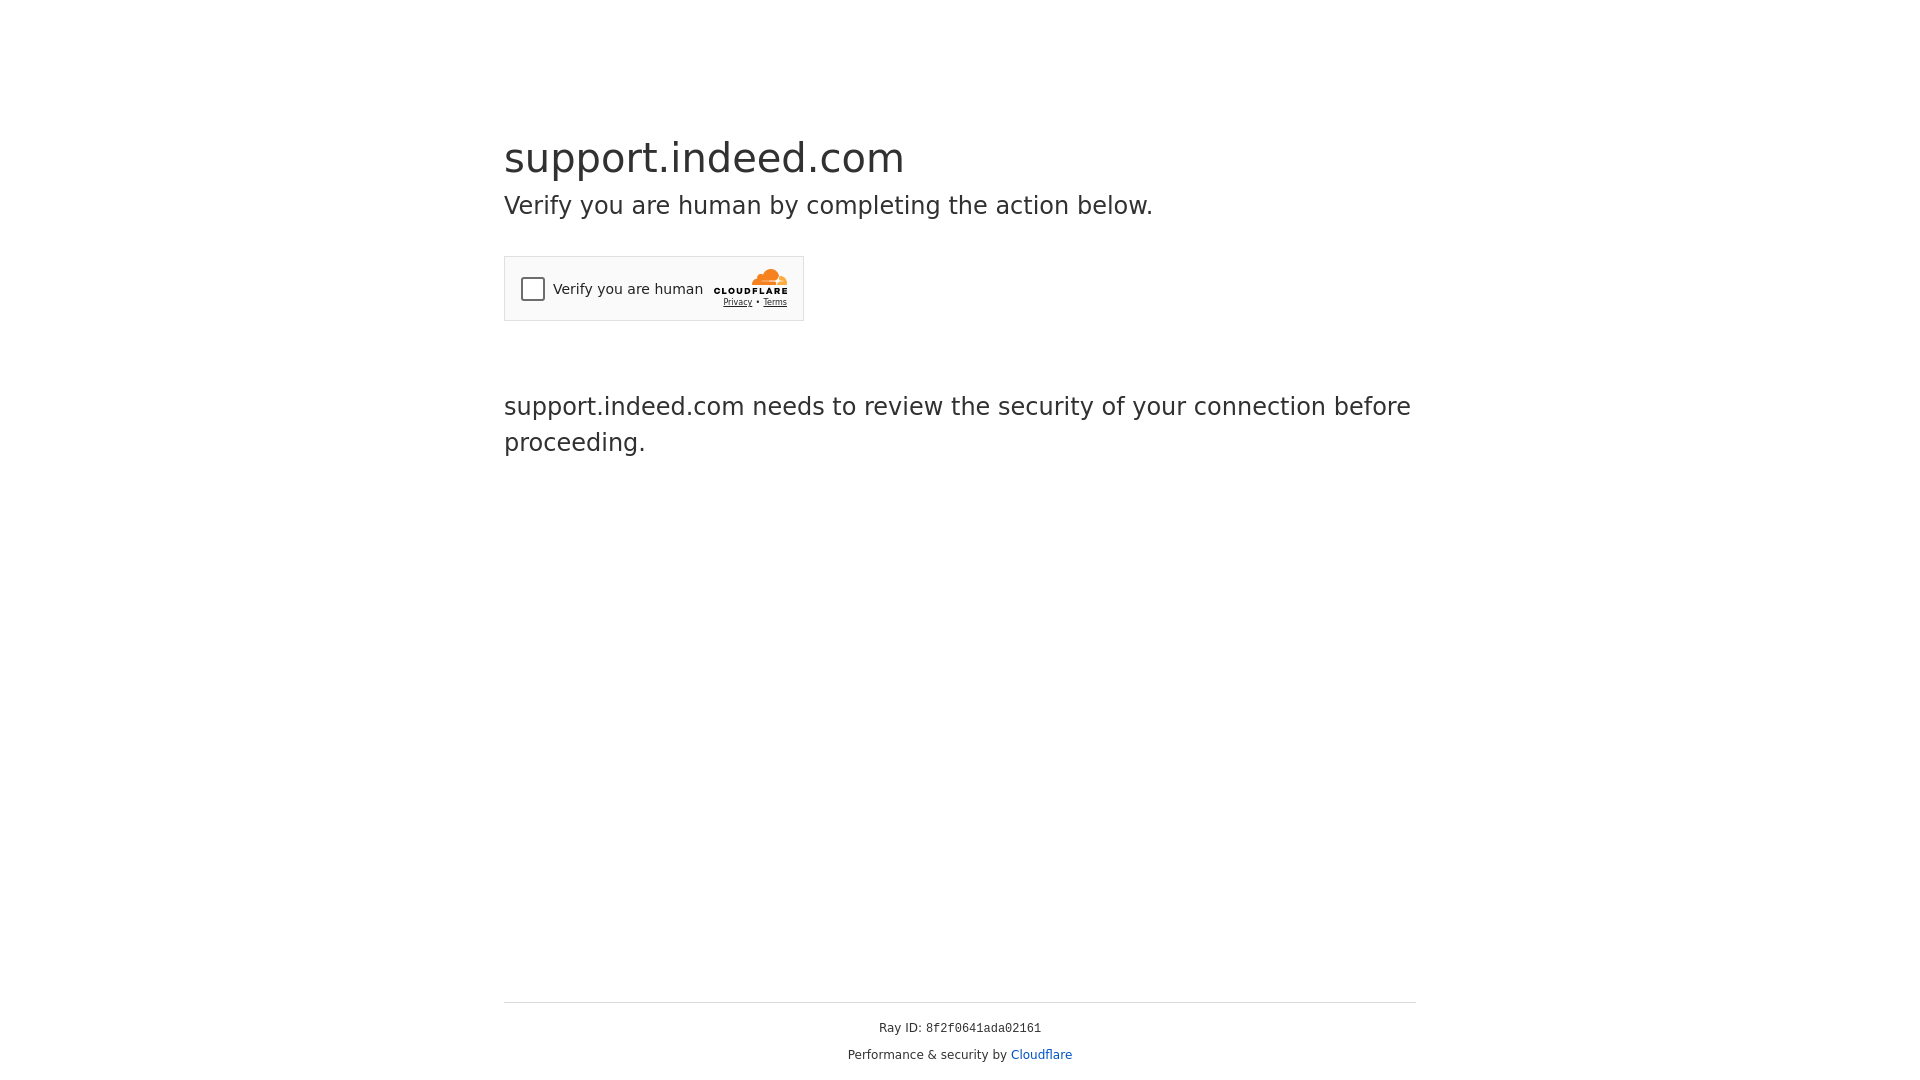 support.indeed.com
Verify you are human by completing the action below.
Verify you are human
CLOUDFLARE
Privacy • Terms
support.indeed.com needs to review the security of your connection before
proceeding.
Ray ID: 8f2f0641ada02161
Performance & security by Cloudflare